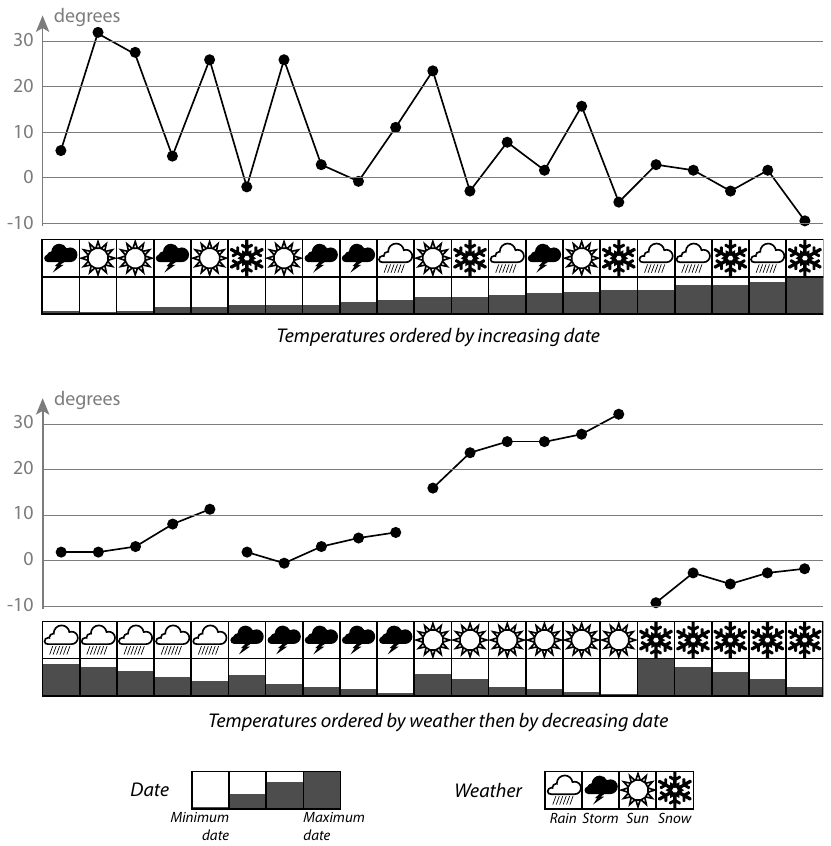 degrees
30
20
10
0
-10
Temperatures ordered by increasing date
degrees
30
20
10
0
-10
Temperatures ordered by weather then by decreasing date
Date
Minimum
date
Maximum
date
Weather
Rain Storm Sun Snow